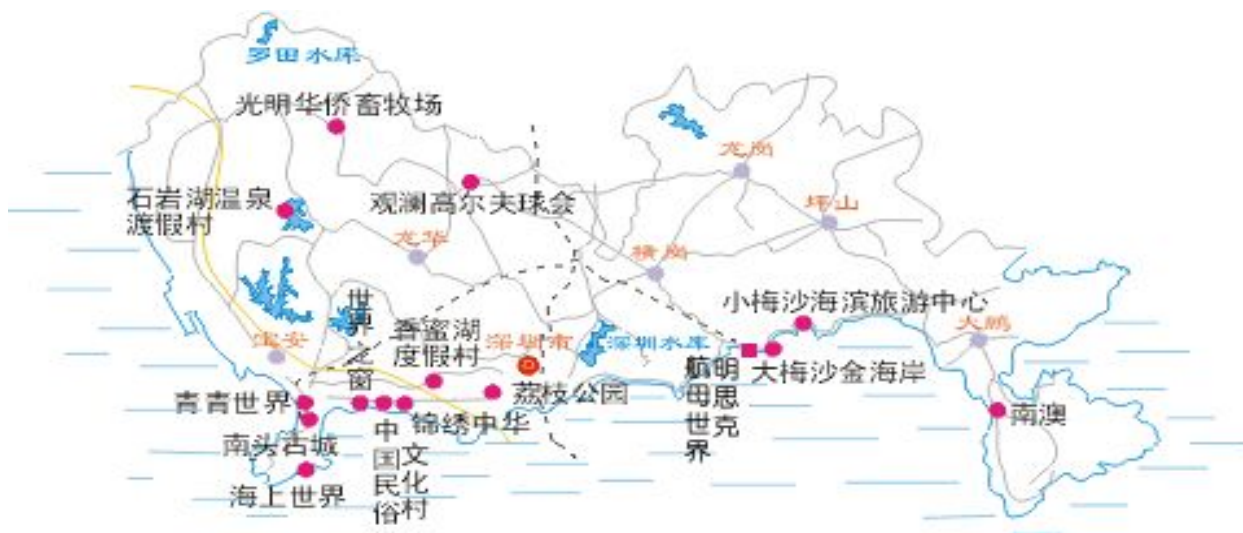 罗田水库
光明华侨畜牧场
龙岗
石岩湖温泉
渡假村
观澜高尔夫球会
坪山
龙华
横岗
世界之窗
香蜜湖
度假村
小梅沙海滨旅游中心
宝安
深圳市
深圳水库
大鹏
大梅沙金海岸
明思克
航母世界
青青世界
荔枝公园
锦绣中华
南澳
南头古城
中国民俗
文化村
海上世界